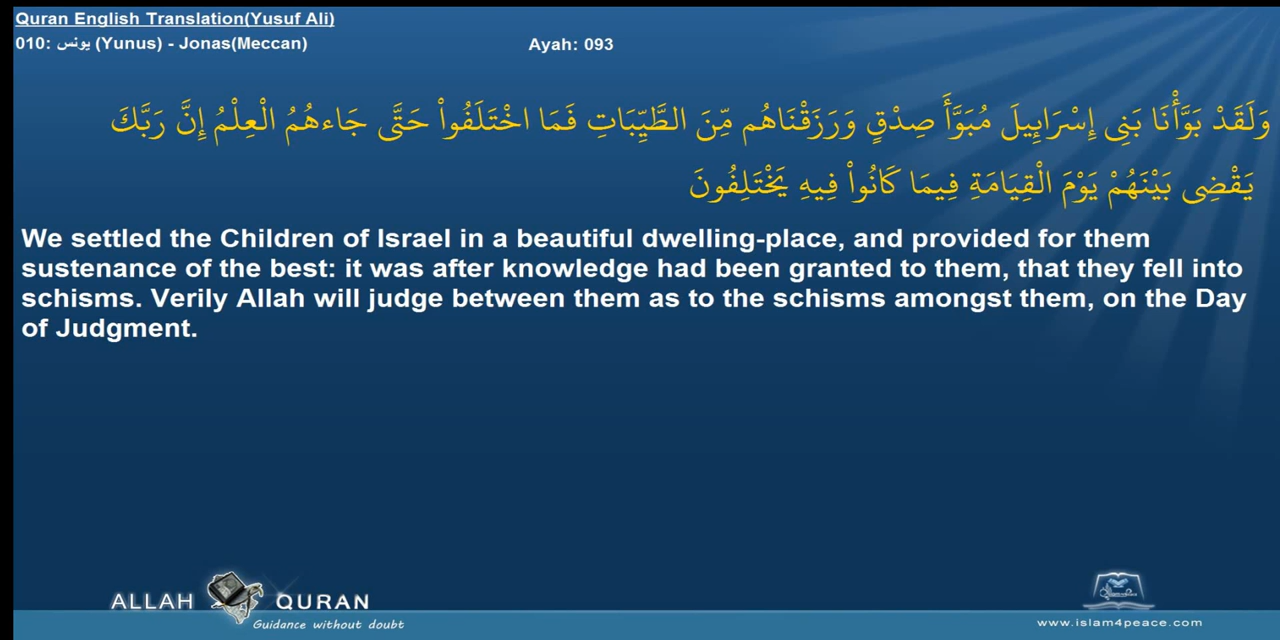 Quran English Translation(Yusuf Ali)
010: يونس (Yunus) - Jonas(Meccan)
Ayah: 093
وَلَقَدْ بَوَّأْنَا بَنِى إِسْرَائِيلَ مُبَوَّأَ صِدْقٍ وَرَزَقْنَاهُم مِّنَ الطَّيِّبَاتِ فَمَا اخْتَلَفُواْ حَتَّى جَاءهُمُ الْعِلْمُ إِنَّ رَبَّكَ
يَقْضِى بَيْنَهُمْ يَوْمَ الْقِيَامَةِ فِيمَا كَانُواْ فِيهِ يَخْتَلِفُونَ
We settled the Children of Israel in a beautiful dwelling-place, and provided for them
sustenance of the best: it was after knowledge had been granted to them, that they fell into
schisms. Verily Allah will judge between them as to the schisms amongst them, on the Day
of Judgment.
ALLAH QURAN
Guidance without doubt
www.islam4peace.com